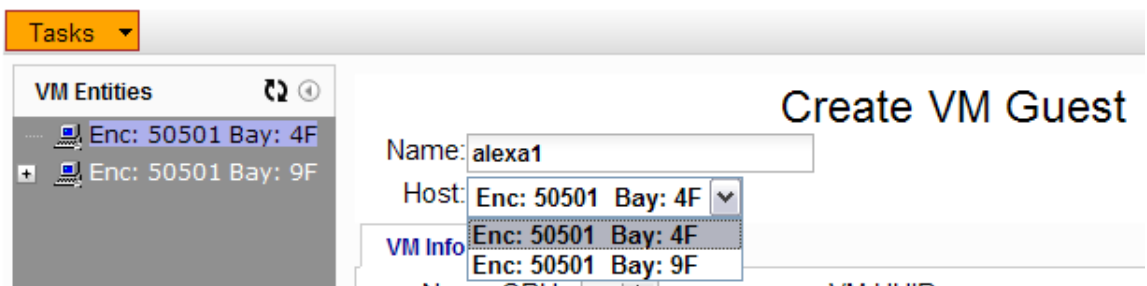 Tasks
VM Entities
Enc: 50501 Bay: 4F
Enc: 50501 Bay: 9F
Create VM Guest
Name: alexa1
Host: Enc: 50501 Bay: 4F
Enc: 50501 Bay: 4F
Enc: 50501 Bay: 9F
VM Info